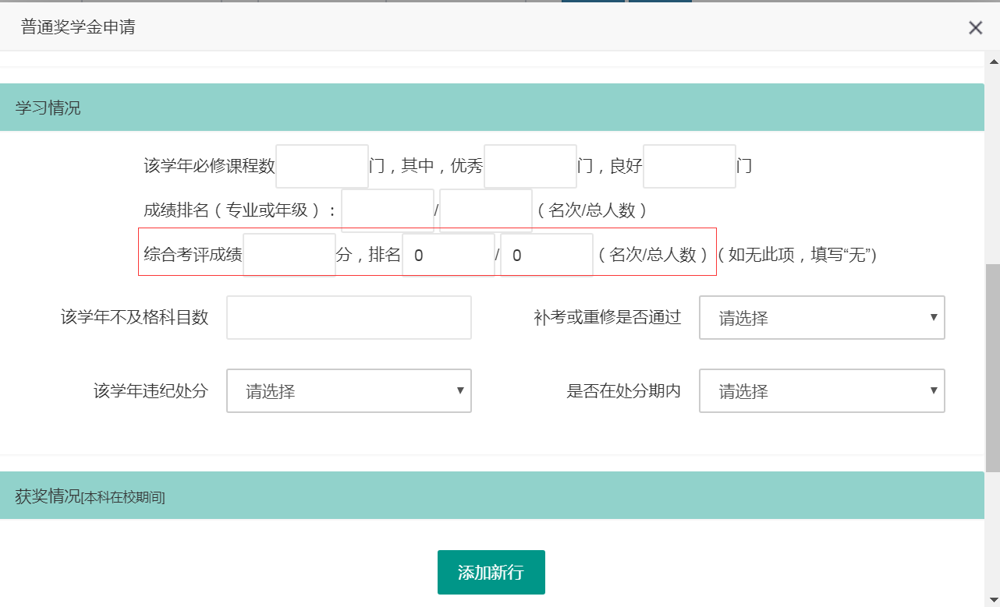 普通奖学金申请
学习情况
该学年必修课程数 门，其中，优秀 门，良好 门
成绩排名（专业或年级）： / （名次/总人数）
综合考评成绩 分，排名 0 / 0 （名次/总人数）（如无此项，填写“无”）
该学年不及格科目数 补考或重修是否通过 请选择
该学年违纪处分 请选择 是否在处分期内 请选择
获奖情况[本科在校期间]
添加新行